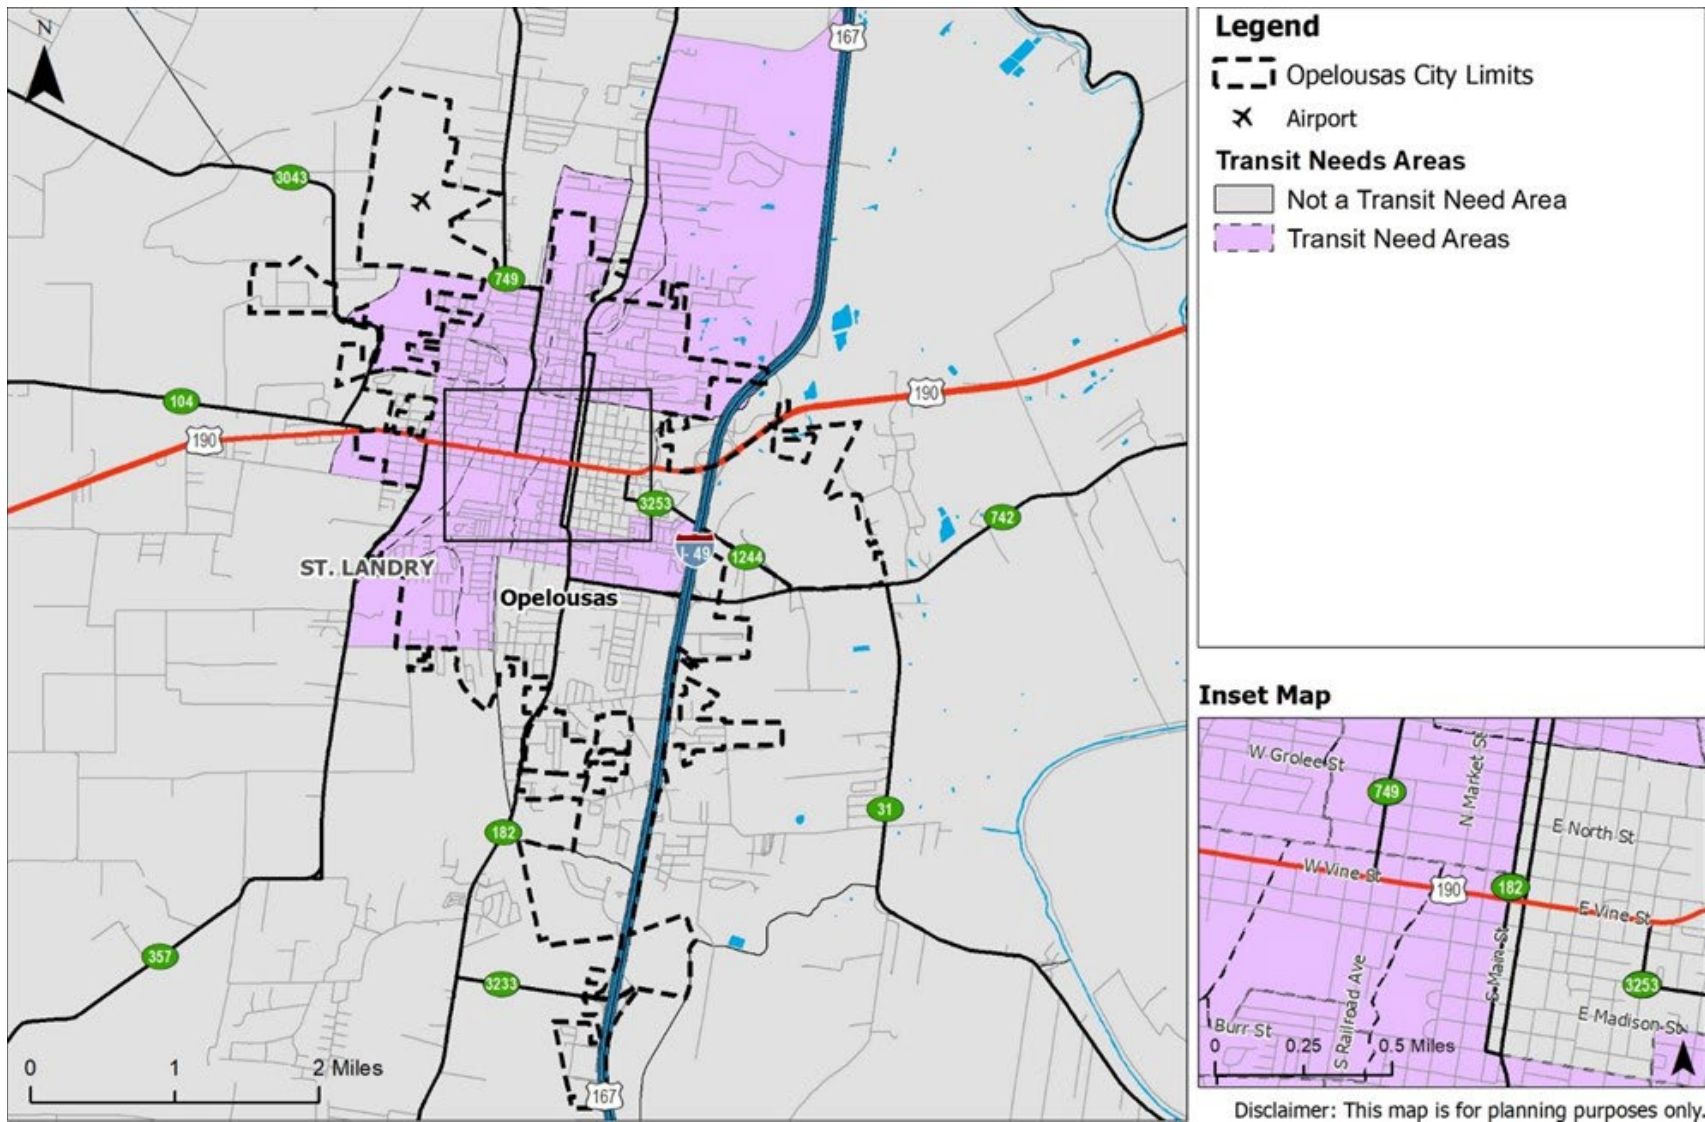 N
167
3043
749
104
190
190
3253
742
I-49
1244
ST. LANDRY
Opelousas
31
182
357
3233
0 1 2 Miles
167
Legend
Opelousas City Limits
Airport
Transit Needs Areas
Not a Transit Need Area
Transit Need Areas
Inset Map
W Grolee St
N Market St
749
E North St
W Vine St
190
182
E Vine St
S Main St
3253
S Railroad Ave
E Madison St
Burr St
0 0.25 0.5 Miles
Disclaimer: This map is for planning purposes only.